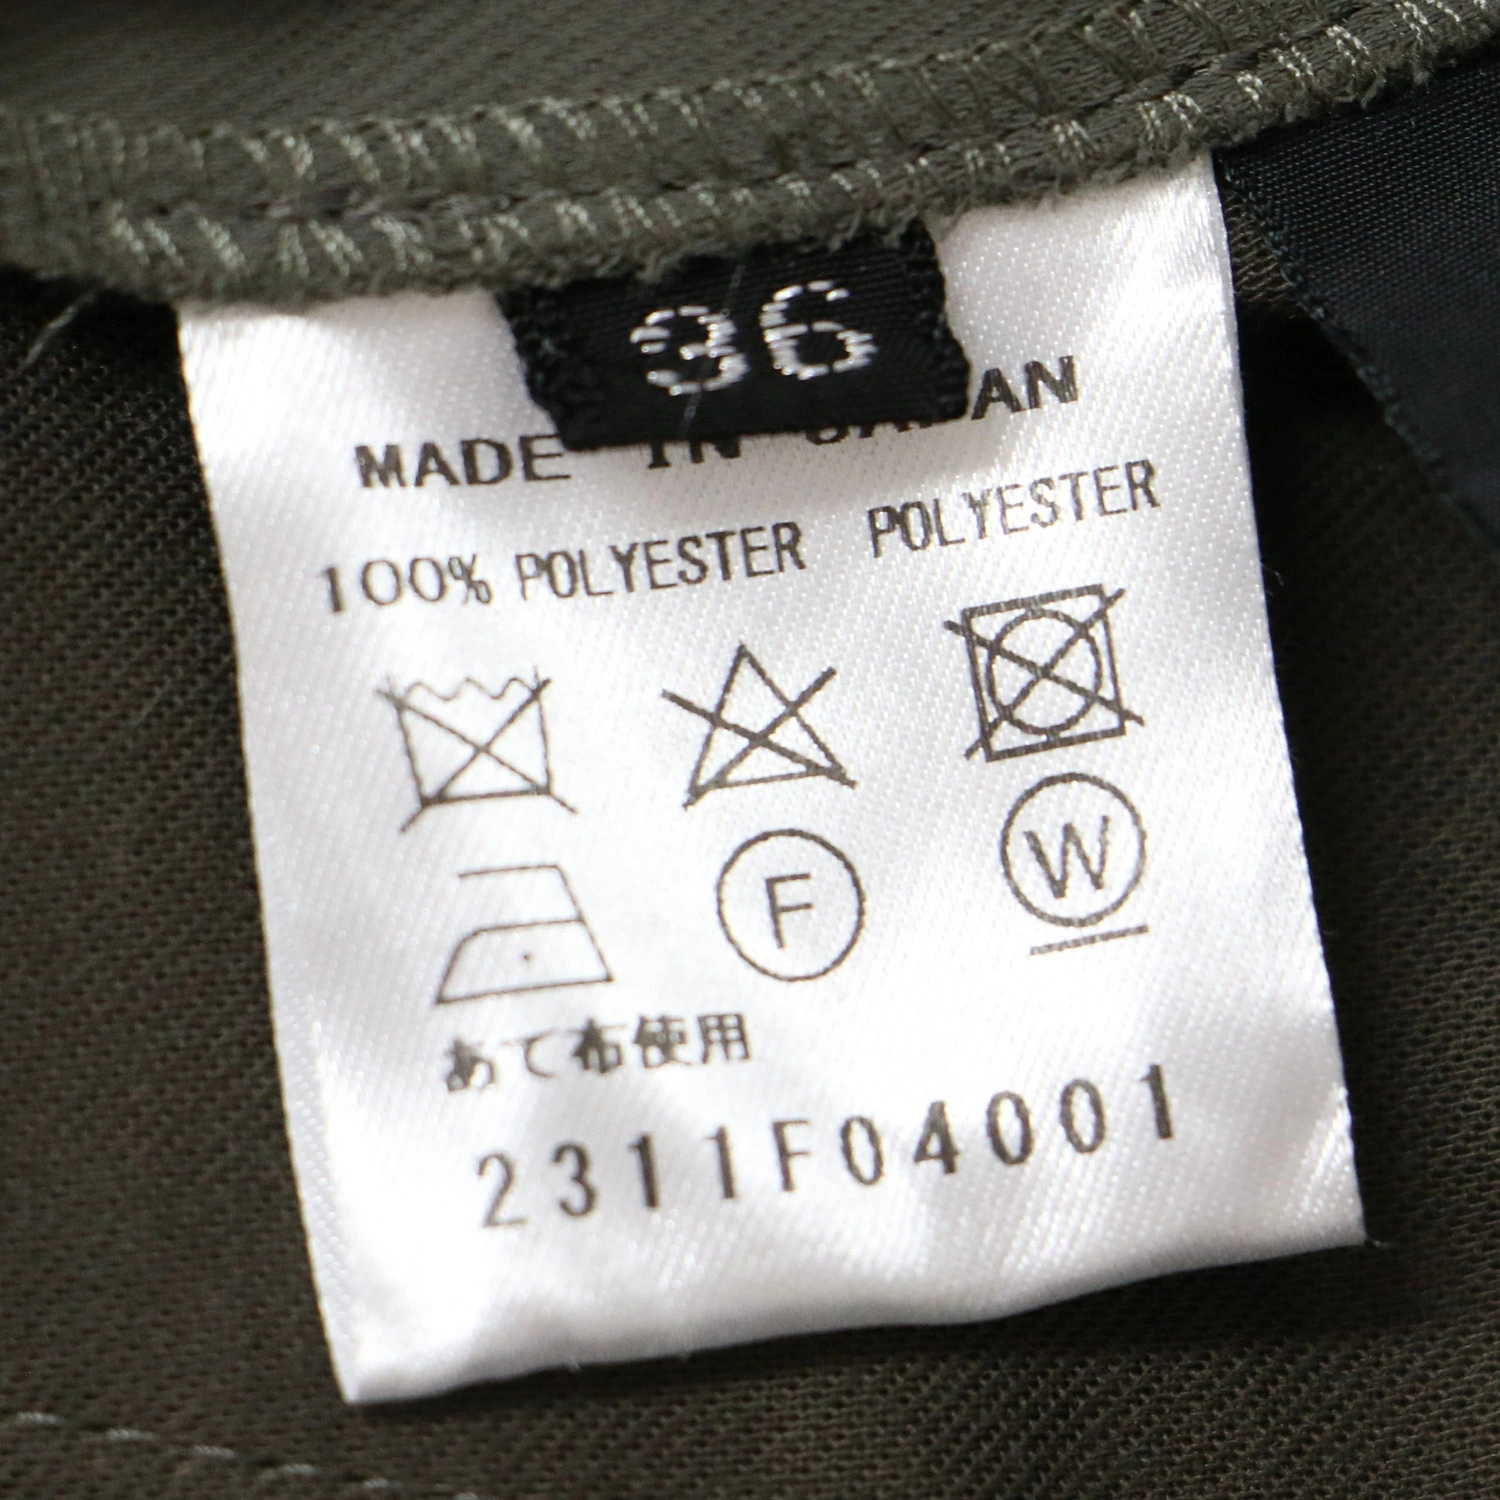 36
MADE IN JAPAN
100% POLYESTER POLYESTER
F
W
あて布使用
2311F04001